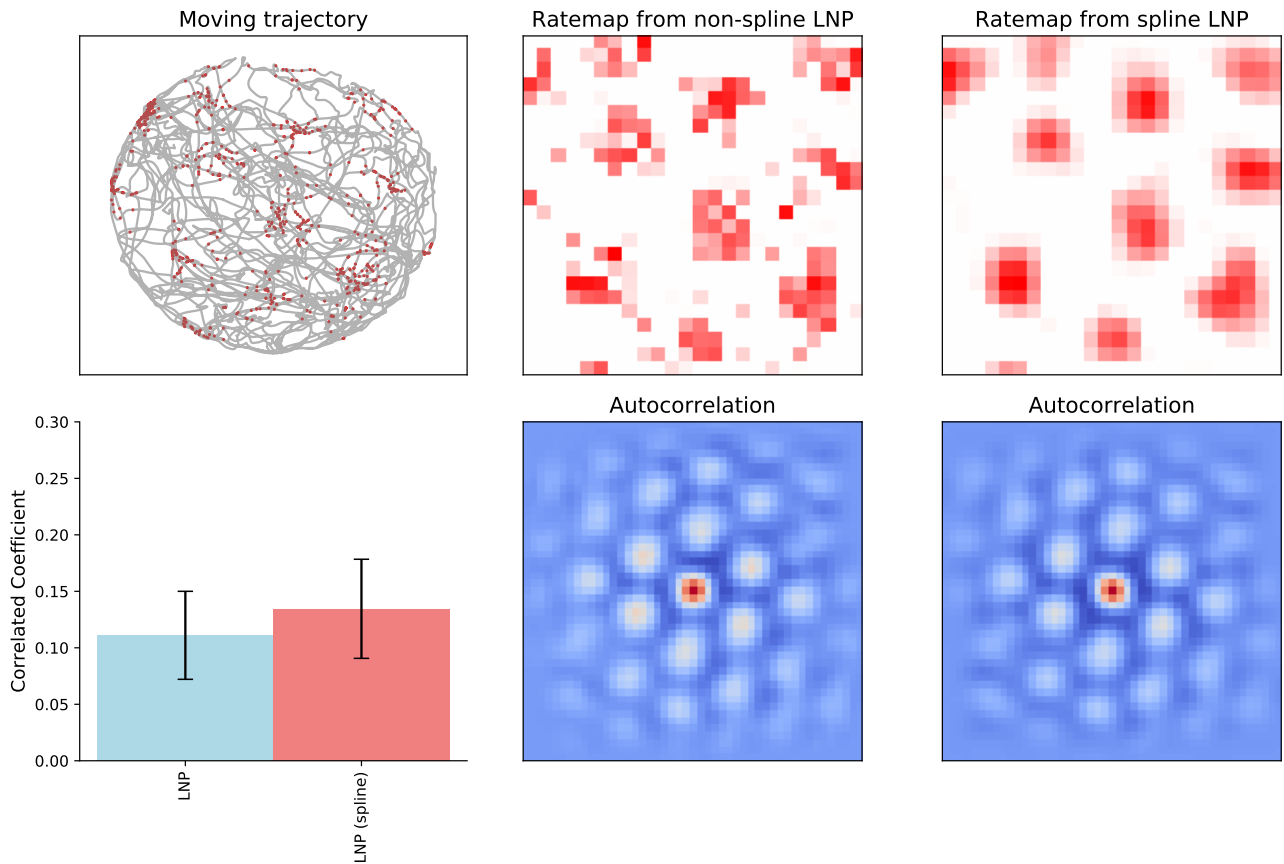 Moving trajectory
Ratemap from non-spline LNP
Ratemap from spline LNP
Correlated Coefficient
0.30
0.25
0.20
0.15
0.10
0.05
0.00
LNP
LNP (spline)
Autocorrelation
Autocorrelation